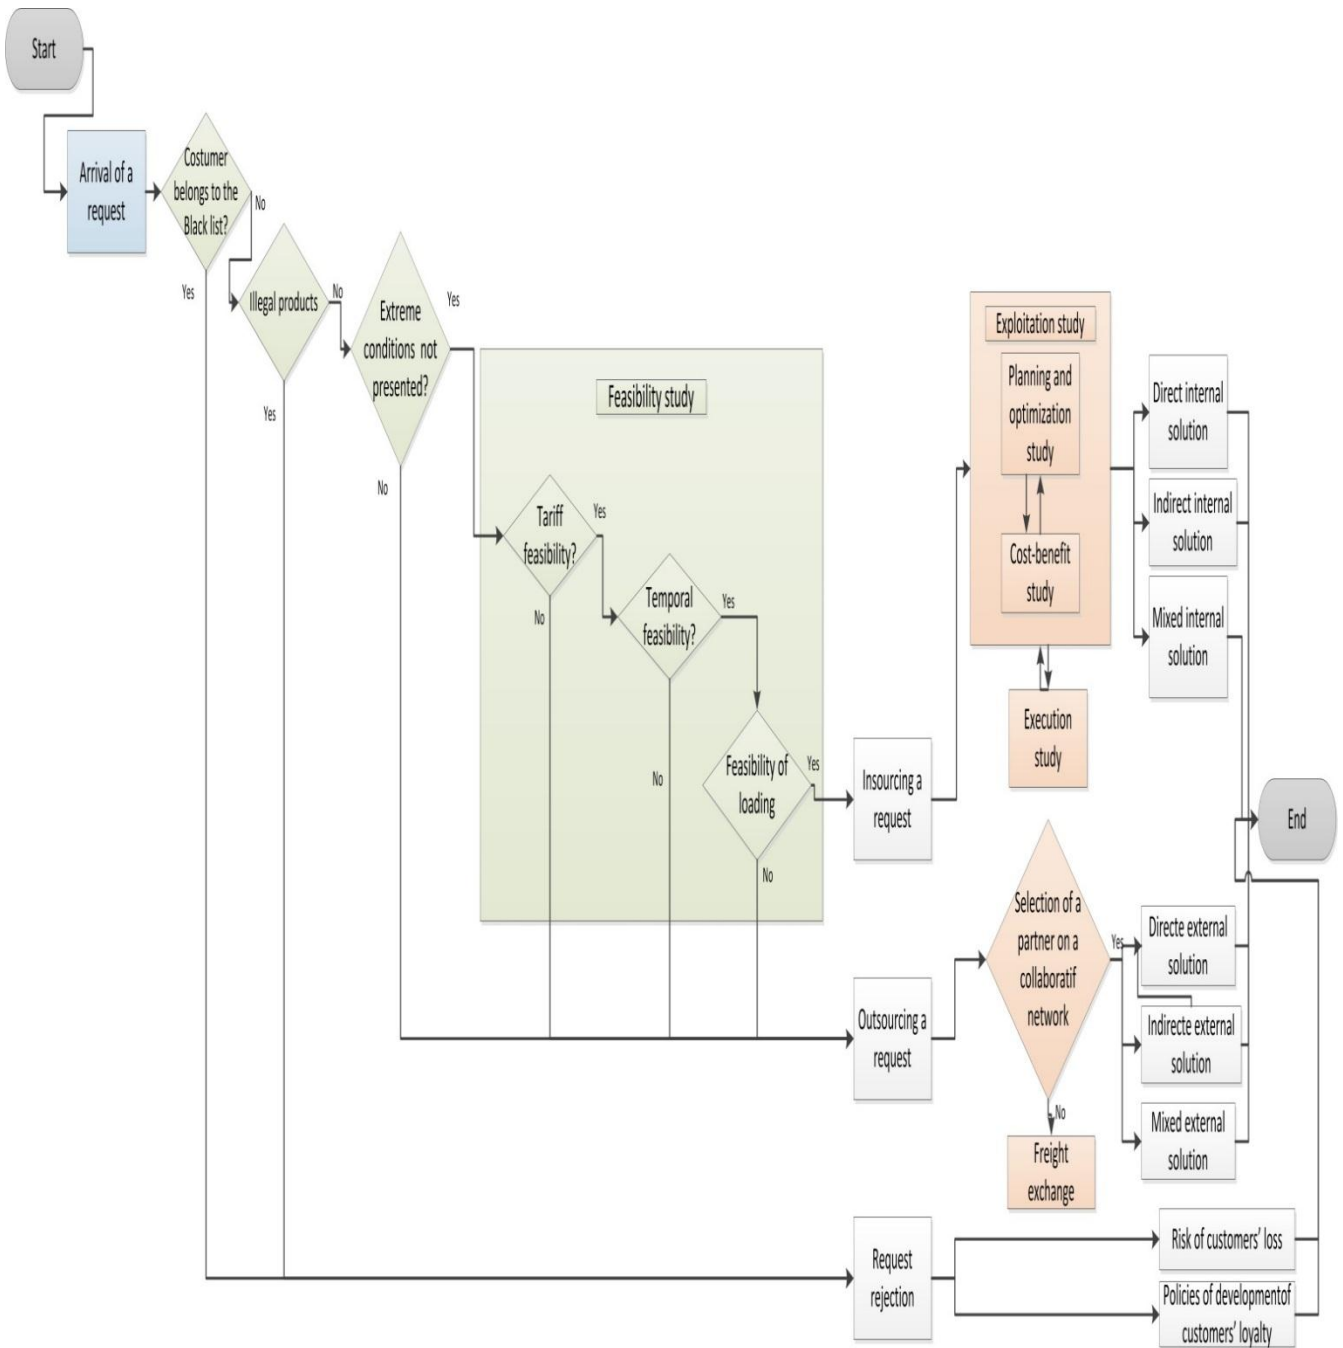 Start
Arrival of a
request
Costumer
belongs to the
Black list?
No
Yes
Illegal products
No
Yes
Extreme
conditions not
presented?
Yes
No
Feasibility study
Tariff
feasibility?
Yes
No
Temporal
feasibility?
Yes
No
Feasibility of
loading
Yes
No
Insourcing a
request
Exploitation study
Planning and
optimization
study
Cost-benefit
study
Execution
study
Direct internal
solution
Indirect internal
solution
Mixed internal
solution
End
Outsourcing a
request
Selection of a
partner on a
collaboratif
network
Yes
No
Freight
exchange
Directe external
solution
Indirecte external
solution
Mixed external
solution
Request
rejection
Risk of customers' loss
Policies of developmentof
customers' loyalty